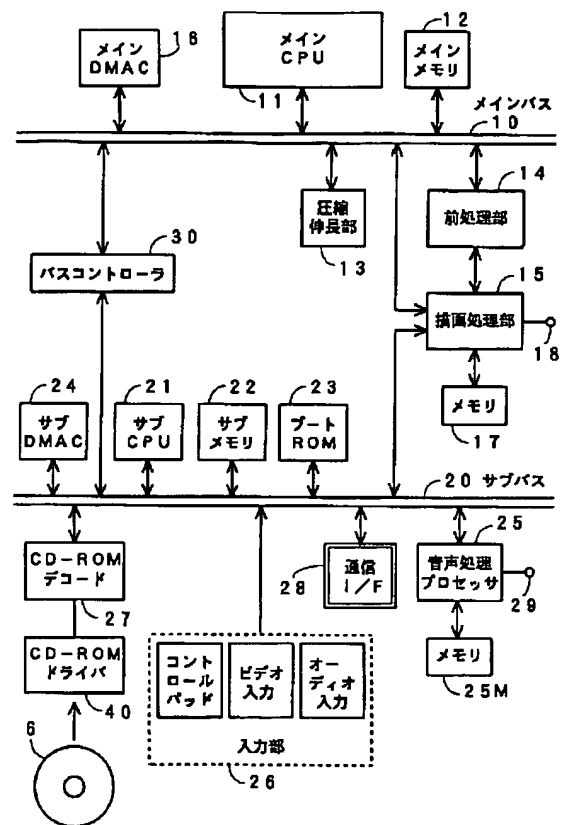 メイン
DMAC
16
メイン
CPU
11
12
メイン
メモリ
メインバス
10
圧縮
伸長部
13
14
前処理部
30
バスコントローラ
15
描画処理部
18
メモリ
17
24
サブ
DMAC
21
サブ
CPU
22
サブ
メモリ
23
ブート
ROM
20 サブバス
CD-ROM
デコード
27
28
通信
I/F
25
音声処理
プロセッサ
29
メモリ
25M
CD-ROM
ドライバ
40
コント
ロール
パッド
ビデオ
入力
オー
ディオ
入力
入力部
26
6